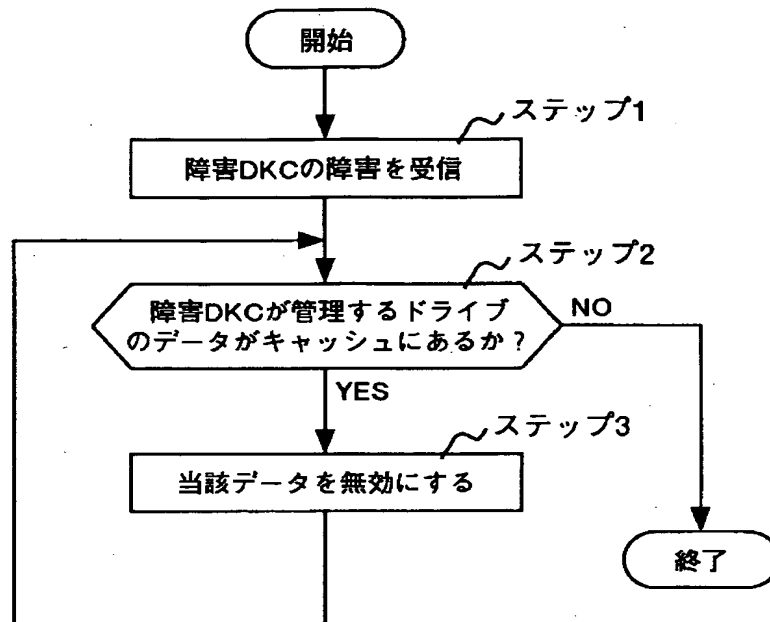 開始
ステップ1
障害DKCの障害を受信
ステップ2
障害DKCが管理するドライブ
のデータがキャッシュにあるか?
NO
YES
ステップ3
当該データを無効にする
終了